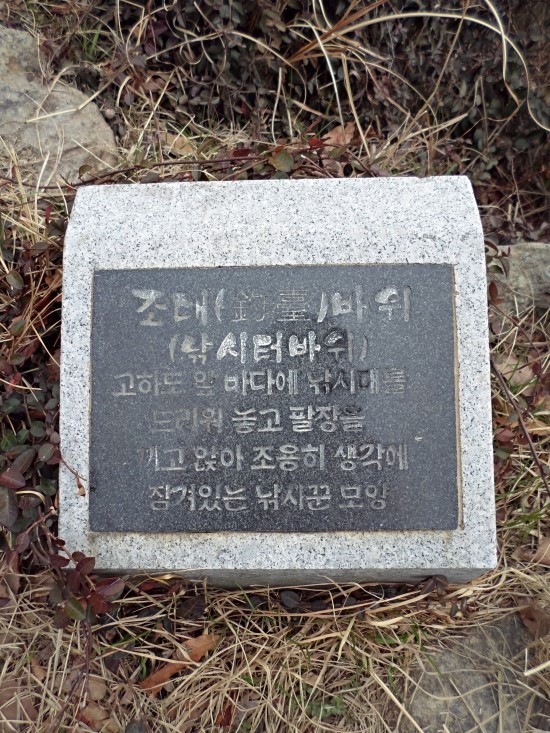 조대(釣臺)바위
(낚시터바위)
고하도 앞 바다에 낚시대를
드리워 놓고 팔장을
끼고 앉아 조용히 생각에
잠겨있는 낚시꾼 모양